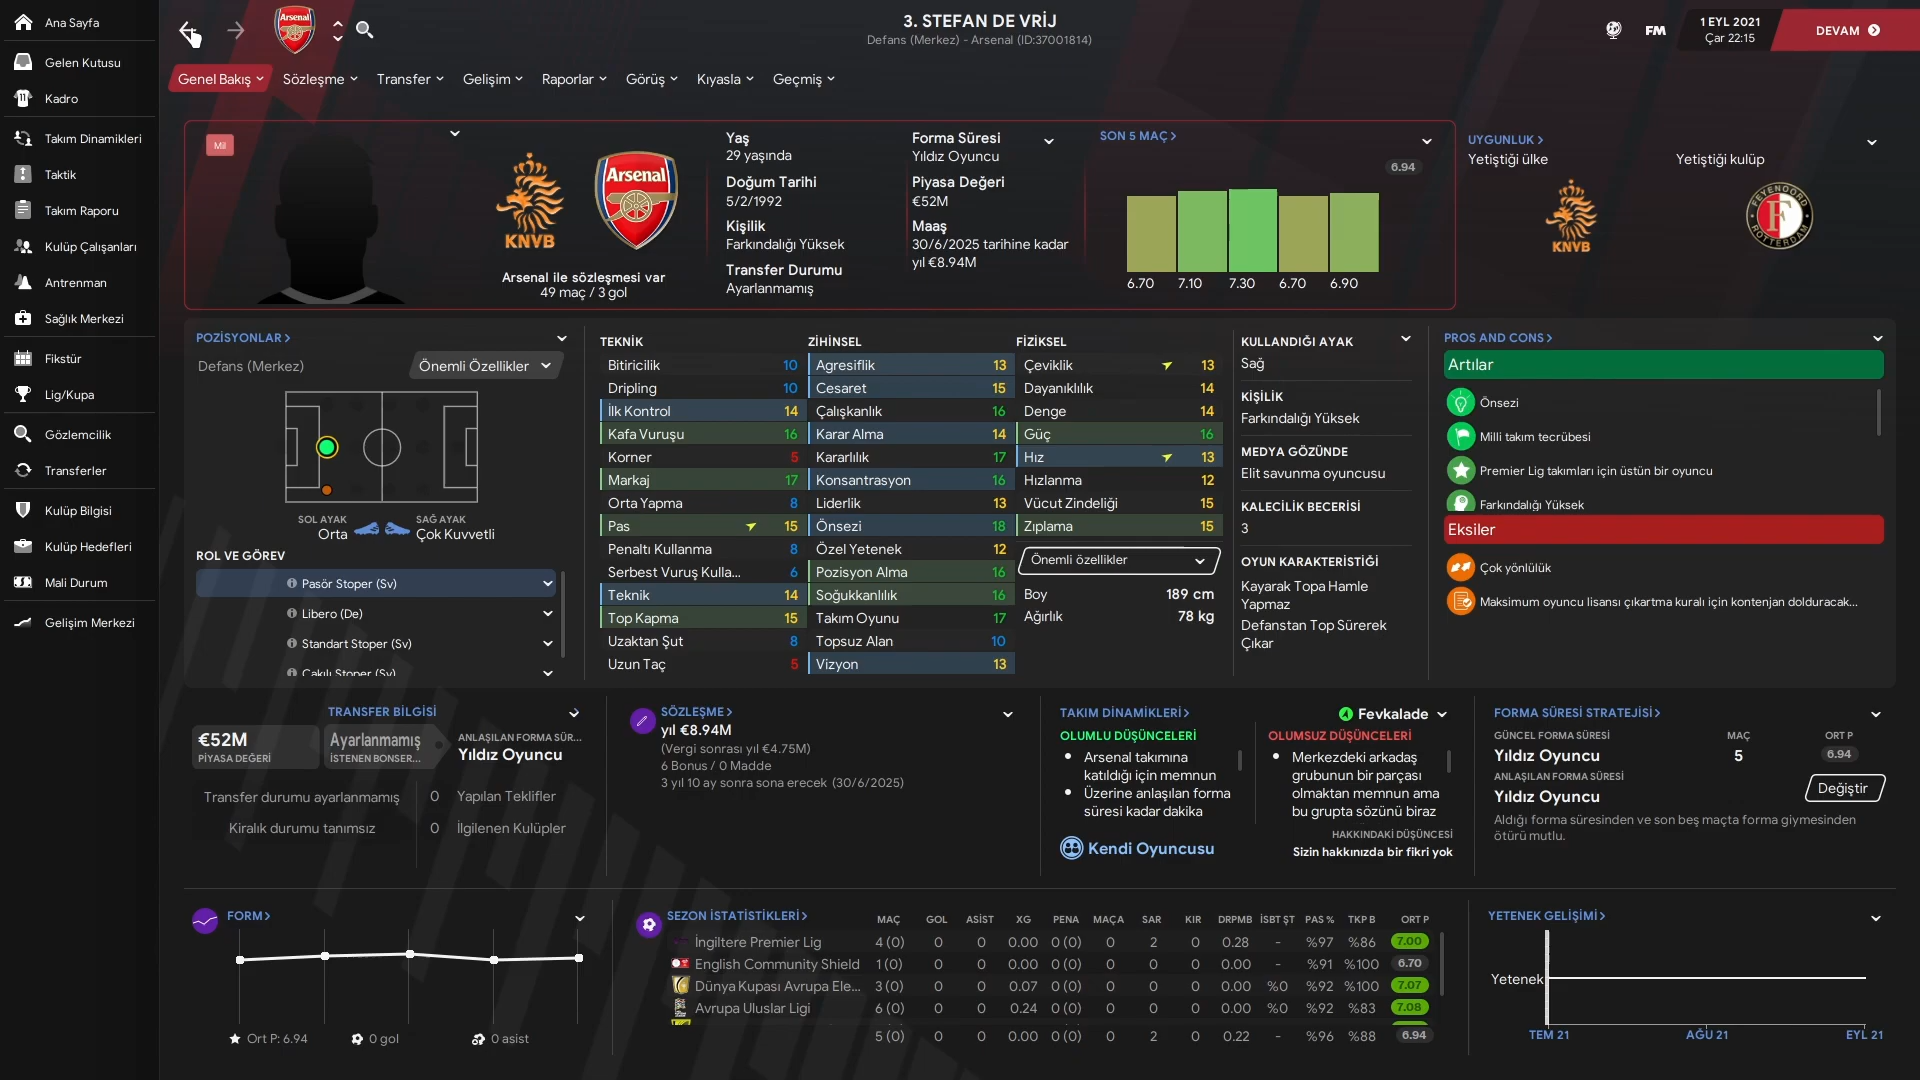 Ana Sayfa
Gelen Kutusu
Kadro
Takım Dinamikleri
Taktik
Takım Raporu
Kulüp Çalışanları
Antrenman
Sağlık Merkezi
Fikstür
Lig/Kupa
Gözlemcilik
Transferler
Kulüp Bilgisi
Kulüp Hedefleri
Mali Durum
Gelişim Merkezi
Arsenal
3. STEFAN DE VRİJ
Defans (Merkez) - Arsenal (ID:37001814)
FM
1 EYL 2021
Çar 22:15
DEVAM
Genel Bakış
Sözleşme
Transfer
Gelişim
Raporlar
Görüş
Kıyasla
Geçmiş
Mil
KNVB
Arsenal
Arsenal ile sözleşmesi var
49 maç / 3 gol
Yaş
29 yaşında
Doğum Tarihi
5/2/1992
Kişilik
Farkındalığı Yüksek
Transfer Durumu
Ayarlanmamış
Forma Süresi
Yıldız Oyuncu
Piyasa Değeri
€52M
Maaş
30/6/2025 tarihine kadar
yıl €8.94M
SON 5 MAÇ
6.94
6.70 7.10 7.30 6.70 6.90
UYGUNLUK
Yetiştiği ülke
Yetiştiği kulüp
KNVB
FEYENOORD
ROTTERDAM
POZİSYONLAR
Defans (Merkez)
Önemli Özellikler
SOL AYAK
Orta
SAĞ AYAK
Çok Kuvvetli
ROL VE GÖREV
Pasör Stoper (Sv)
Libero (De)
Standart Stoper (Sv)
Çakılı Stoper (Sv)
TEKNİK
Bitiricilik 10
Dripling 10
İlk Kontrol 14
Kafa Vuruşu 16
Korner 5
Markaj 17
Orta Yapma 8
Pas 15
Penaltı Kullanma 8
Serbest Vuruş Kulla... 6
Teknik 14
Top Kapma 15
Uzaktan Şut 8
Uzun Taç 5
ZİHİNSEL
Agresiflik 13
Cesaret 15
Çalışkanlık 16
Karar Alma 14
Kararlılık 17
Konsantrasyon 16
Liderlik 13
Önsezi 18
Özel Yetenek 12
Pozisyon Alma 16
Soğukkanlılık 16
Takım Oyunu 17
Topsuz Alan 10
Vizyon 13
FİZİKSEL
Çeviklik 13
Dayanıklılık 14
Denge 14
Güç 16
Hız 13
Hızlanma 12
Vücut Zindeliği 15
Zıplama 15
Önemli özellikler
Boy 189 cm
Ağırlık 78 kg
KULLANDIĞI AYAK
Sağ
KİŞİLİK
Farkındalığı Yüksek
MEDYA GÖZÜNDE
Elit savunma oyuncusu
KALECİLİK BECERİSİ
3
OYUN KARAKTERİSTİĞİ
Kayarak Topa Hamle
Yapmaz
Defanstan Top Sürerek
Çıkar
PROS AND CONS
Artılar
Önsezi
Milli takım tecrübesi
Premier Lig takımları için üstün bir oyuncu
Farkındalığı Yüksek
Eksiler
Çok yönlülük
Maksimum oyuncu lisansı çıkartma kuralı için kontenjan dolduracak...
TRANSFER BİLGİSİ
€52M
PİYASA DEĞERİ
Ayarlanmamış
İSTENEN BONSER...
ANLAŞILAN FORMA SÜR...
Yıldız Oyuncu
Transfer durumu ayarlanmamış
0 Yapılan Teklifler
Kiralık durumu tanımsız
0 İlgilenen Kulüpler
SÖZLEŞME
yıl €8.94M
(Vergi sonrası yıl €4.75M)
6 Bonus / 0 Madde
3 yıl 10 ay sonra sona erecek (30/6/2025)
TAKIM DİNAMİKLERİ
Fevkalade
OLUMLU DÜŞÜNCELERİ
Arsenal takımına
katıldığı için memnun
Üzerine anlaşılan forma
süresi kadar dakika
OLUMSUZ DÜŞÜNCELERİ
Merkezdeki arkadaş
grubunun bir parçası
olmaktan memnun ama
bu grupta sözünü biraz
Kendi Oyuncusu
HAKKINDAKİ DÜŞÜNCESİ
Sizin hakkınızda bir fikri yok
FORMA SÜRESİ STRATEJİSİ
GÜNCEL FORMA SÜRESİ
Yıldız Oyuncu
MAÇ
5
ORT P
6.94
ANLAŞILAN FORMA SÜRESİ
Yıldız Oyuncu
Değiştir
Aldığı forma süresinden ve son beş maçta forma giymesinden
ötürü mutlu.
FORM
Ort P: 6.94
0 gol
0 asist
SEZON İSTATİSTİKLERİ MAÇ GOL ASİST XG PENA MAÇA SAR KIR DRPMB İSBT ŞT PAS % TKP B ORT P
İngiltere Premier Lig 4 (0) 0 0 0.00 0 (0) 0 2 0 0.28 - %97 %86 7.00
English Community Shield 1 (0) 0 0 0.00 0 (0) 0 0 0 0.00 - %91 %100 6.70
Dünya Kupası Avrupa Ele... 3 (0) 0 0 0.07 0 (0) 0 0 0 0.00 %0 %92 %100 7.07
Avrupa Uluslar Ligi 6 (0) 0 0 0.24 0 (0) 0 0 0 0.00 %0 %92 %83 7.08
5 (0) 0 0 0.00 0 (0) 0 2 0 0.22 - %96 %88 6.94
YETENEK GELİŞİMİ
Yetenek
TEM 21 AĞU 21 EYL 21